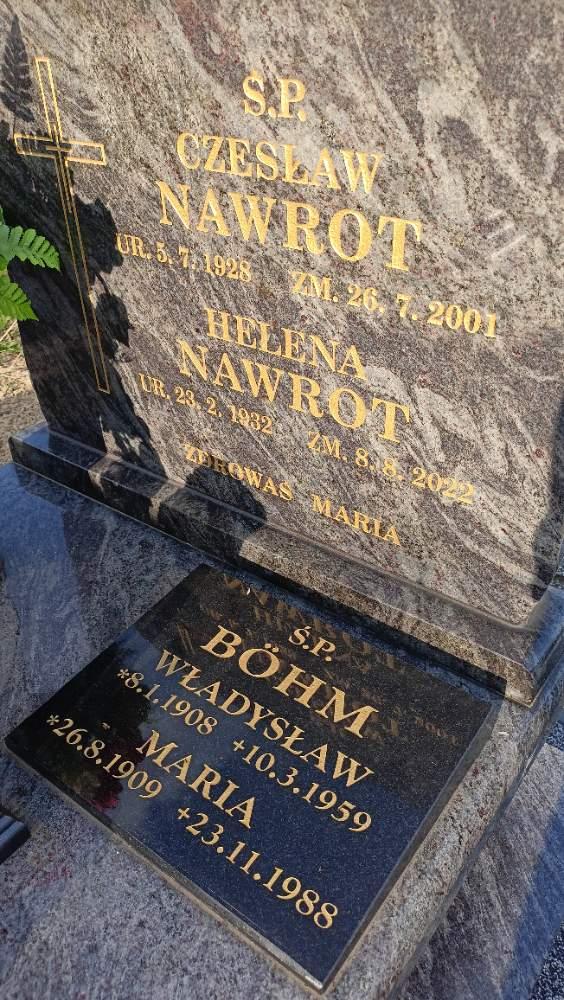 Ś.P.
CZESŁAW
NAWROT
UR. 5. 7. 1928 ZM. 26. 7. 2001
HELENA
NAWROT
UR. 23. 2. 1932 ZM. 8. 8. 2022
ZDROWAŚ MARIA
Ś.P.
BÖHM
WŁADYSŁAW
*8.1.1908 +10.3.1959
MARIA
*26.8.1909 +23.11.1988